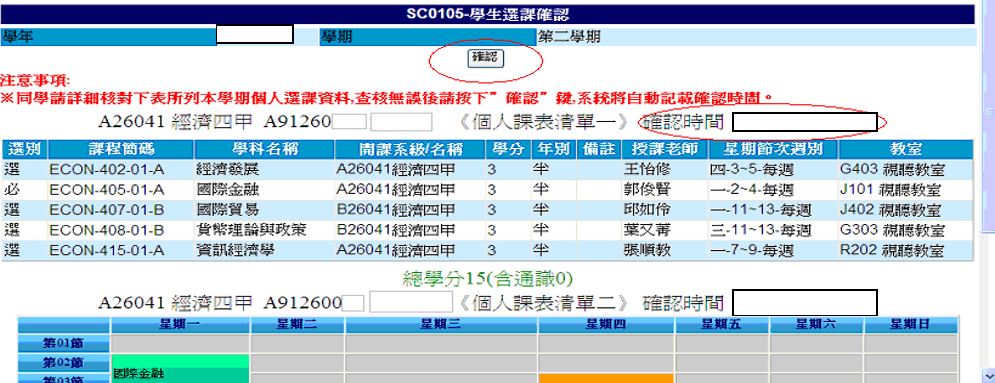 SC0105-學生選課確認
學年 學期 第二學期
確認
注意事項:
※同學請詳細核對下表所列本學期個人選課資料,查核無誤後請按下”確認”鍵,系統將自動記載確認時間。
A26041 經濟四甲 A91260 《個人課表清單一》 確認時間
選別 課程簡碼 學科名稱 開課系級/名稱 學分 年別 備註 授課老師 星期節次週別 教室
選 ECON-402-01-A 經濟發展 A26041經濟四甲 3 半 王怡修 四-3~5-每週 G403 視聽教室
必 ECON-405-01-A 國際金融 A26041經濟四甲 3 半 郭俊賢 一-2~4-每週 J101 視聽教室
選 ECON-407-01-B 國際貿易 B26041經濟四甲 3 半 邱如伶 一-11~13-每週 J402 視聽教室
選 ECON-408-01-B 貨幣理論與政策 B26041經濟四甲 3 半 葉又菁 三-11~13-每週 G303 視聽教室
選 ECON-415-01-A 資訊經濟學 A26041經濟四甲 3 半 張順教 一-7~9-每週 R202 視聽教室
總學分15(含通識0)
A26041 經濟四甲 A912600 《個人課表清單二》 確認時間
星期一 星期二 星期三 星期四 星期五 星期六 星期日
第01節
第02節
國際金融
第03節